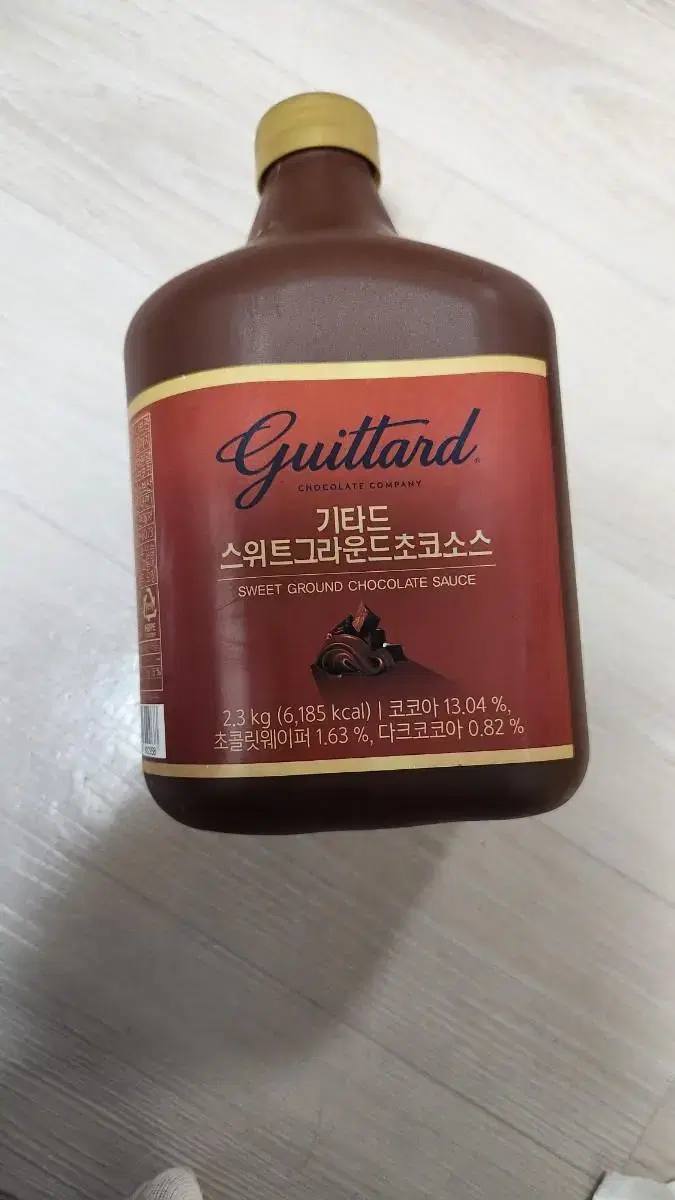 Guittard®
CHOCOLATE COMPANY
기타드
스위트그라운드초코소스
SWEET GROUND CHOCOLATE SAUCE
2.3 kg (6,185 kcal) | 코코아 13.04 %,
초콜릿웨이퍼 1.63 %, 다크코코아 0.82 %
HDPE